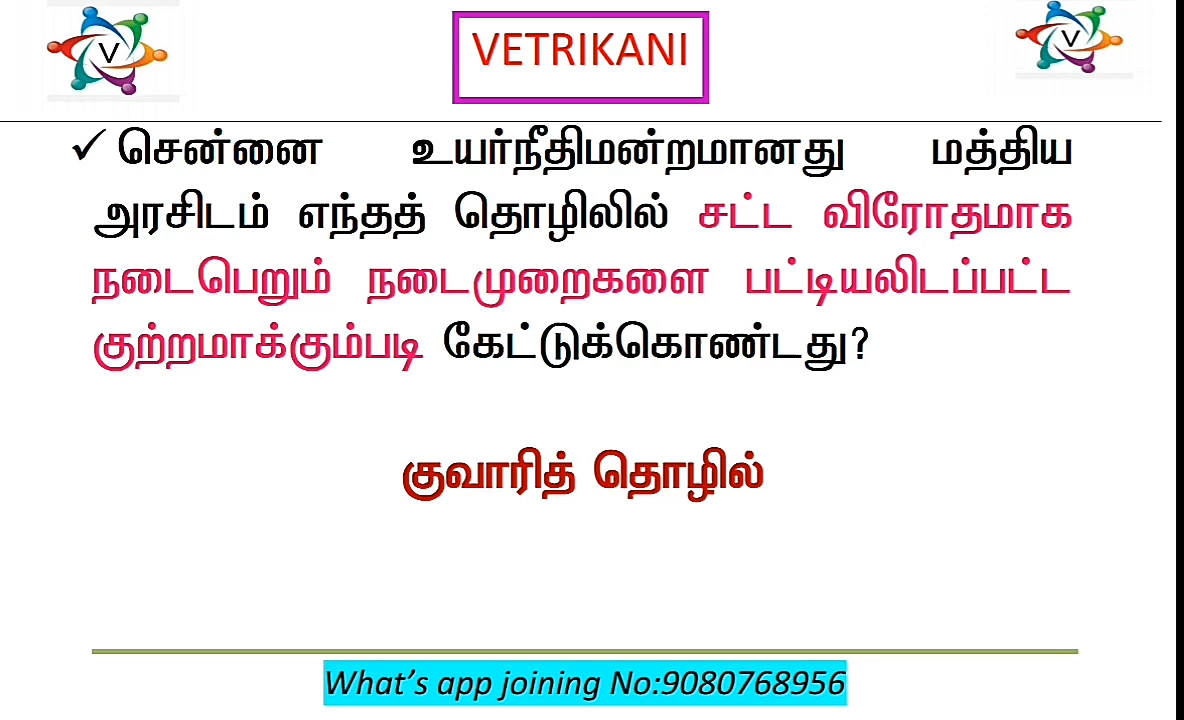 V
VETRIKANI
V
✓ சென்னை உயர்நீதிமன்றமானது மத்திய
அரசிடம் எந்தத் தொழிலில் சட்ட விரோதமாக
நடைபெறும் நடைமுறைகளை பட்டியலிடப்பட்ட
குற்றமாக்கும்படி கேட்டுக்கொண்டது?
குவாரித் தொழில்
What's app joining No:9080768956